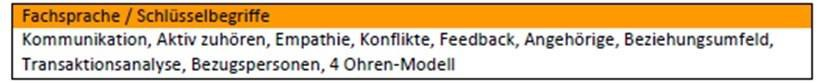 Fachsprache / Schlüsselbegriffe
Kommunikation, Aktiv zuhören, Empathie, Konflikte, Feedback, Angehörige, Beziehungsumfeld,
Transaktionsanalyse, Bezugspersonen, 4 Ohren-Modell